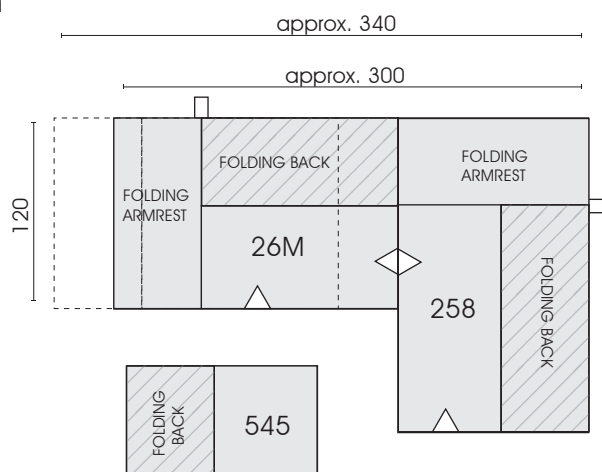 approx. 340
approx. 300
120
FOLDING BACK
FOLDING
ARMREST
FOLDING
ARMREST
26M
258
FOLDING BACK
FOLDING
BACK
545